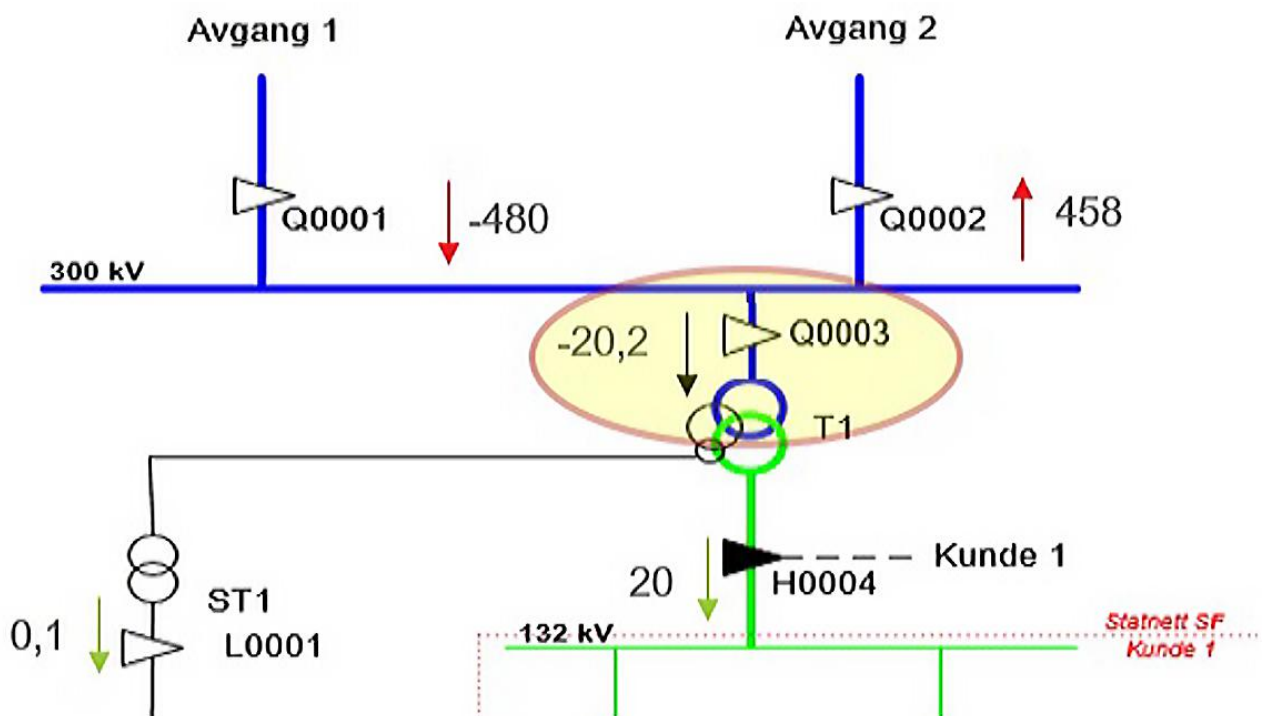 Avgang 1
Avgang 2
Q0001
-480
Q0002
458
300 kV
-20,2
Q0003
T1
20
H0004
Kunde 1
ST1
0,1
L0001
132 kV
Statnett SF
Kunde 1